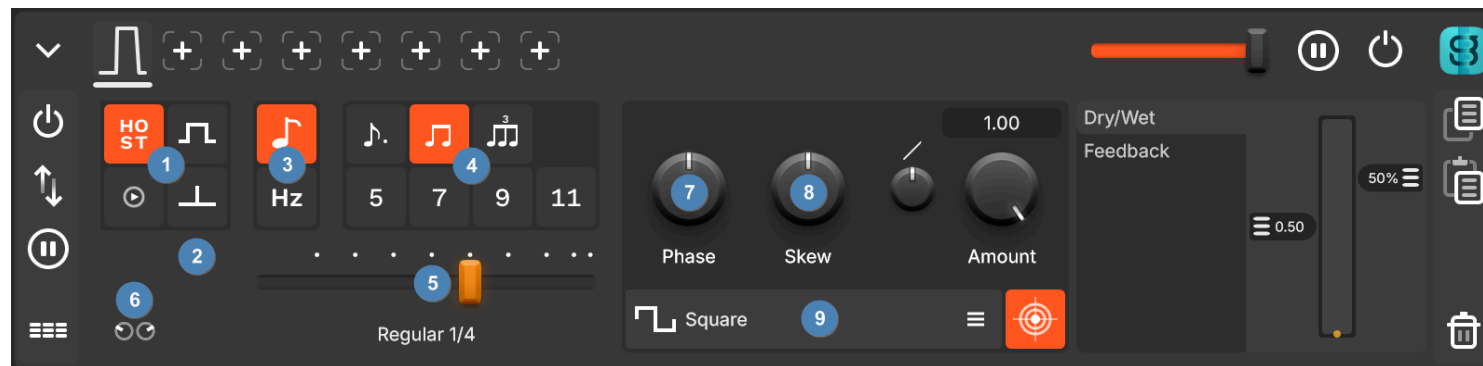 HO
ST
1
2
3
Hz
3
4
5
7
9
11
5
Regular 1/4
6
7
8
1.00
Phase
Skew
Amount
Square
9
Dry/Wet
Feedback
0.50
50%